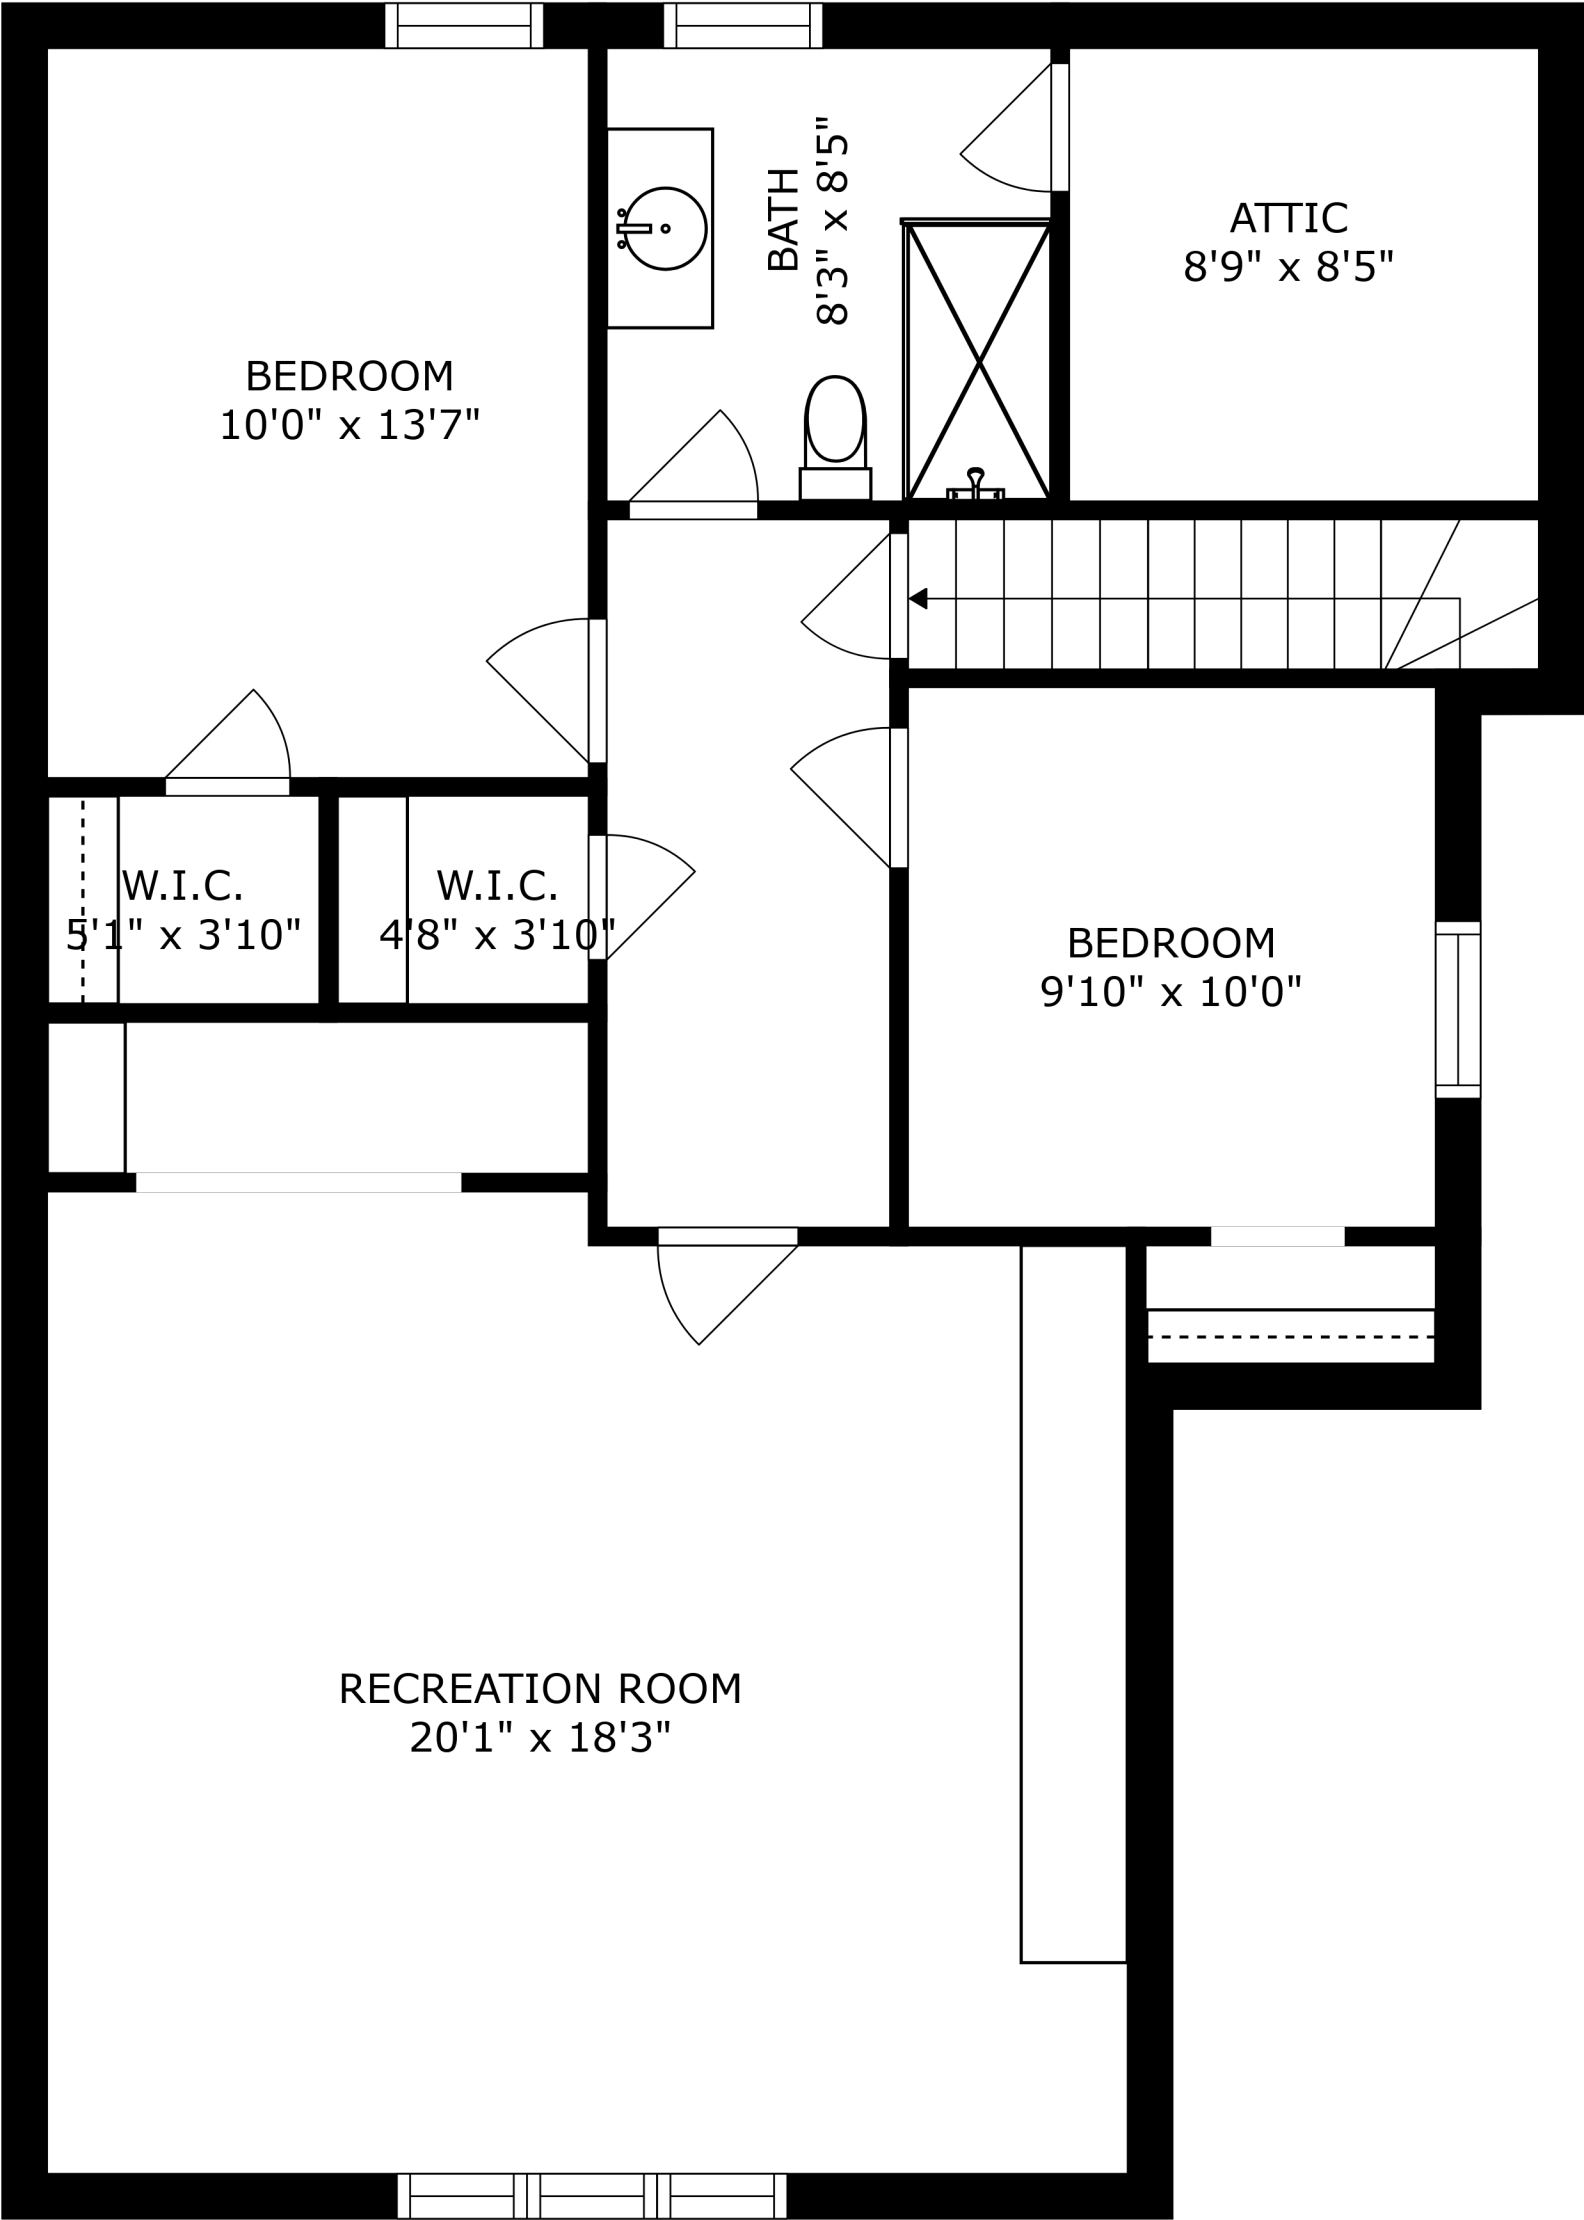 BATH
8'3" x 8'5"
ATTIC
8'9" x 8'5"
BEDROOM
10'0" x 13'7"
W.I.C.
5'1" x 3'10"
W.I.C.
4'8" x 3'10"
BEDROOM
9'10" x 10'0"
RECREATION ROOM
20'1" x 18'3"